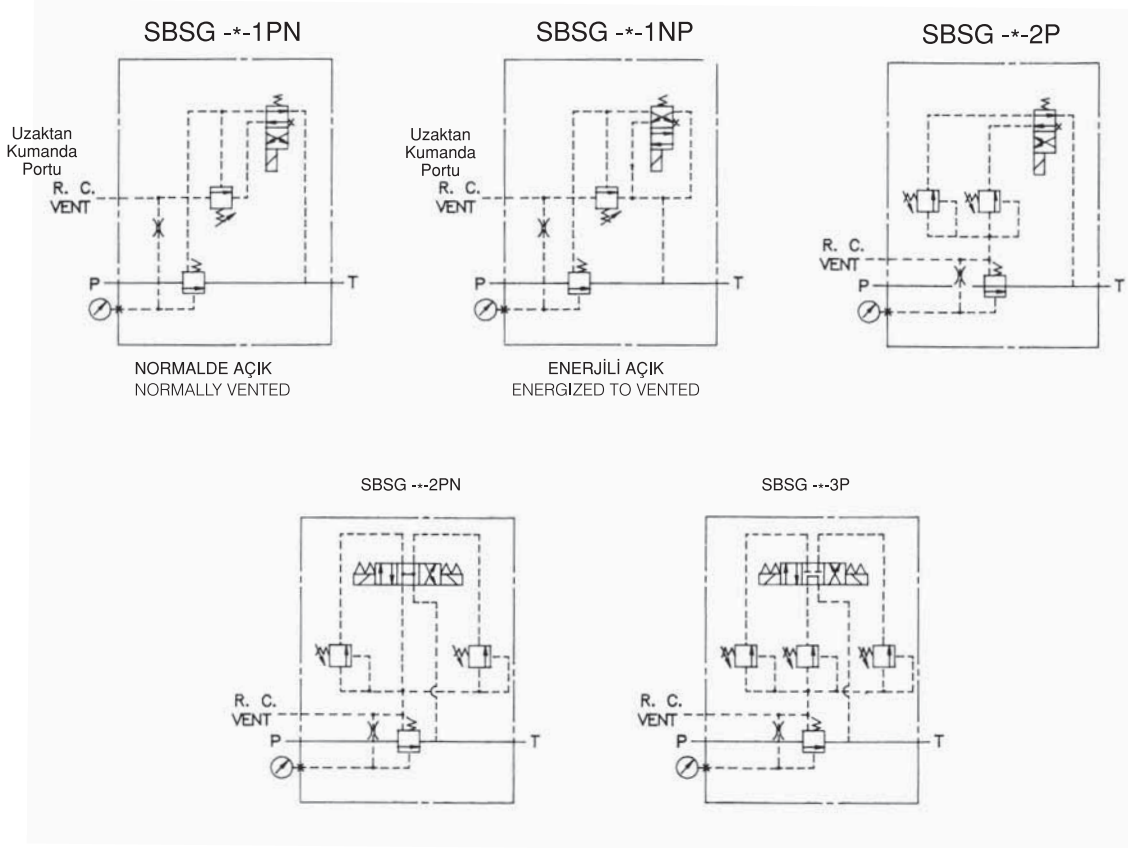 SBSG -*-1PN
SBSG -*-1NP
SBSG -*-2P
Uzaktan
Kumanda
Portu
R. C.
VENT
P
T
NORMALDE AÇIK
NORMALLY VENTED
Uzaktan
Kumanda
Portu
R. C.
VENT
P
T
ENERJİLİ AÇIK
ENERGIZED TO VENTED
R. C.
VENT
P
T
SBSG -*-2PN
SBSG -*-3P
R. C.
VENT
P
T
R. C.
VENT
P
T